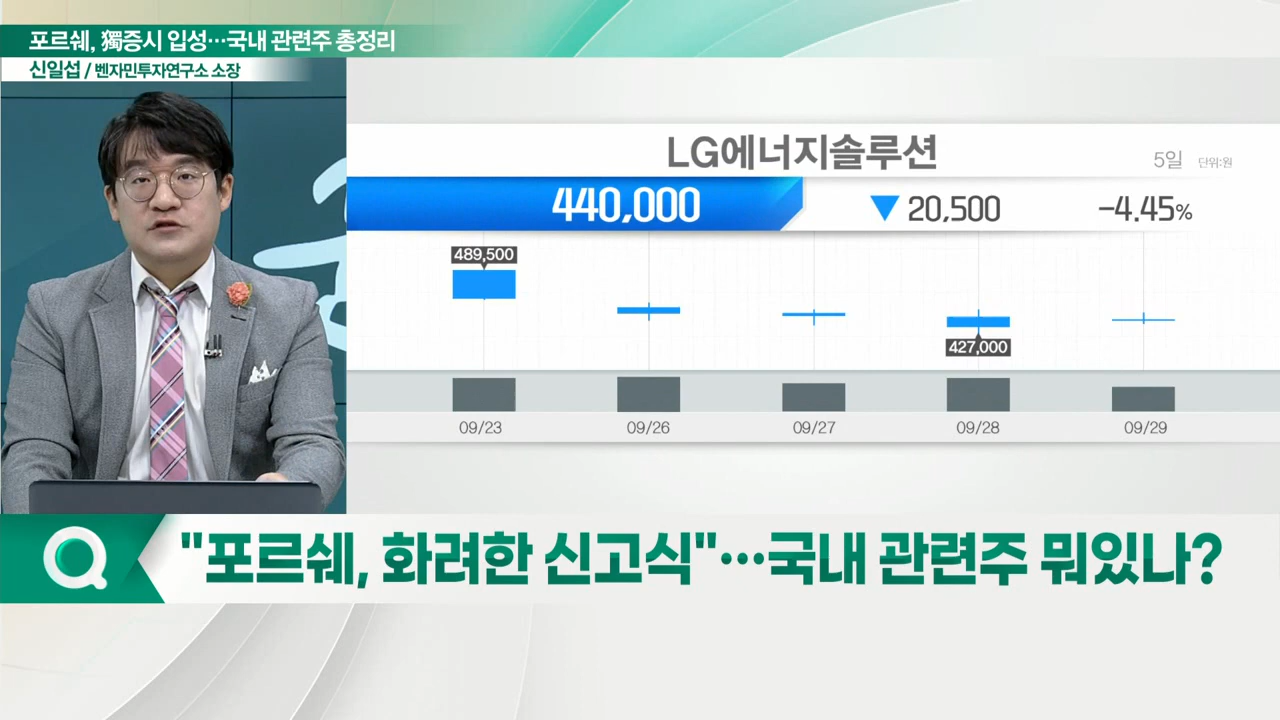 포르쉐, 獨증시 입성…국내 관련주 총정리
신일섭 / 벤자민투자연구소 소장
LG에너지솔루션
5일 단위:원
440,000 ▼ 20,500 -4.45%
489,500
427,000
09/23 09/26 09/27 09/28 09/29
"포르쉐, 화려한 신고식"…국내 관련주 뭐있나?